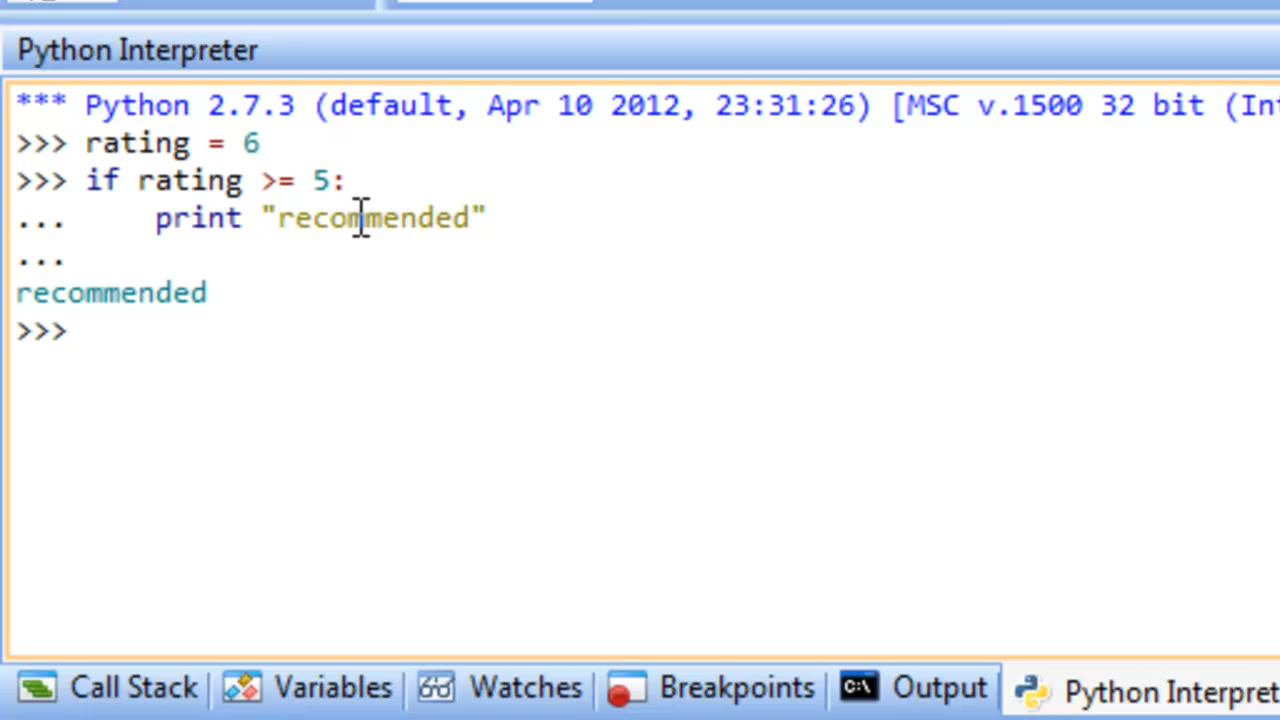 Python Interpreter
*** Python 2.7.3 (default, Apr 10 2012, 23:31:26) [MSC v.1500 32 bit (In
>>> rating = 6
>>> if rating >= 5:
...     print "recommended"
...
recommended
>>>
Call Stack Variables Watches Breakpoints Output Python Interpret